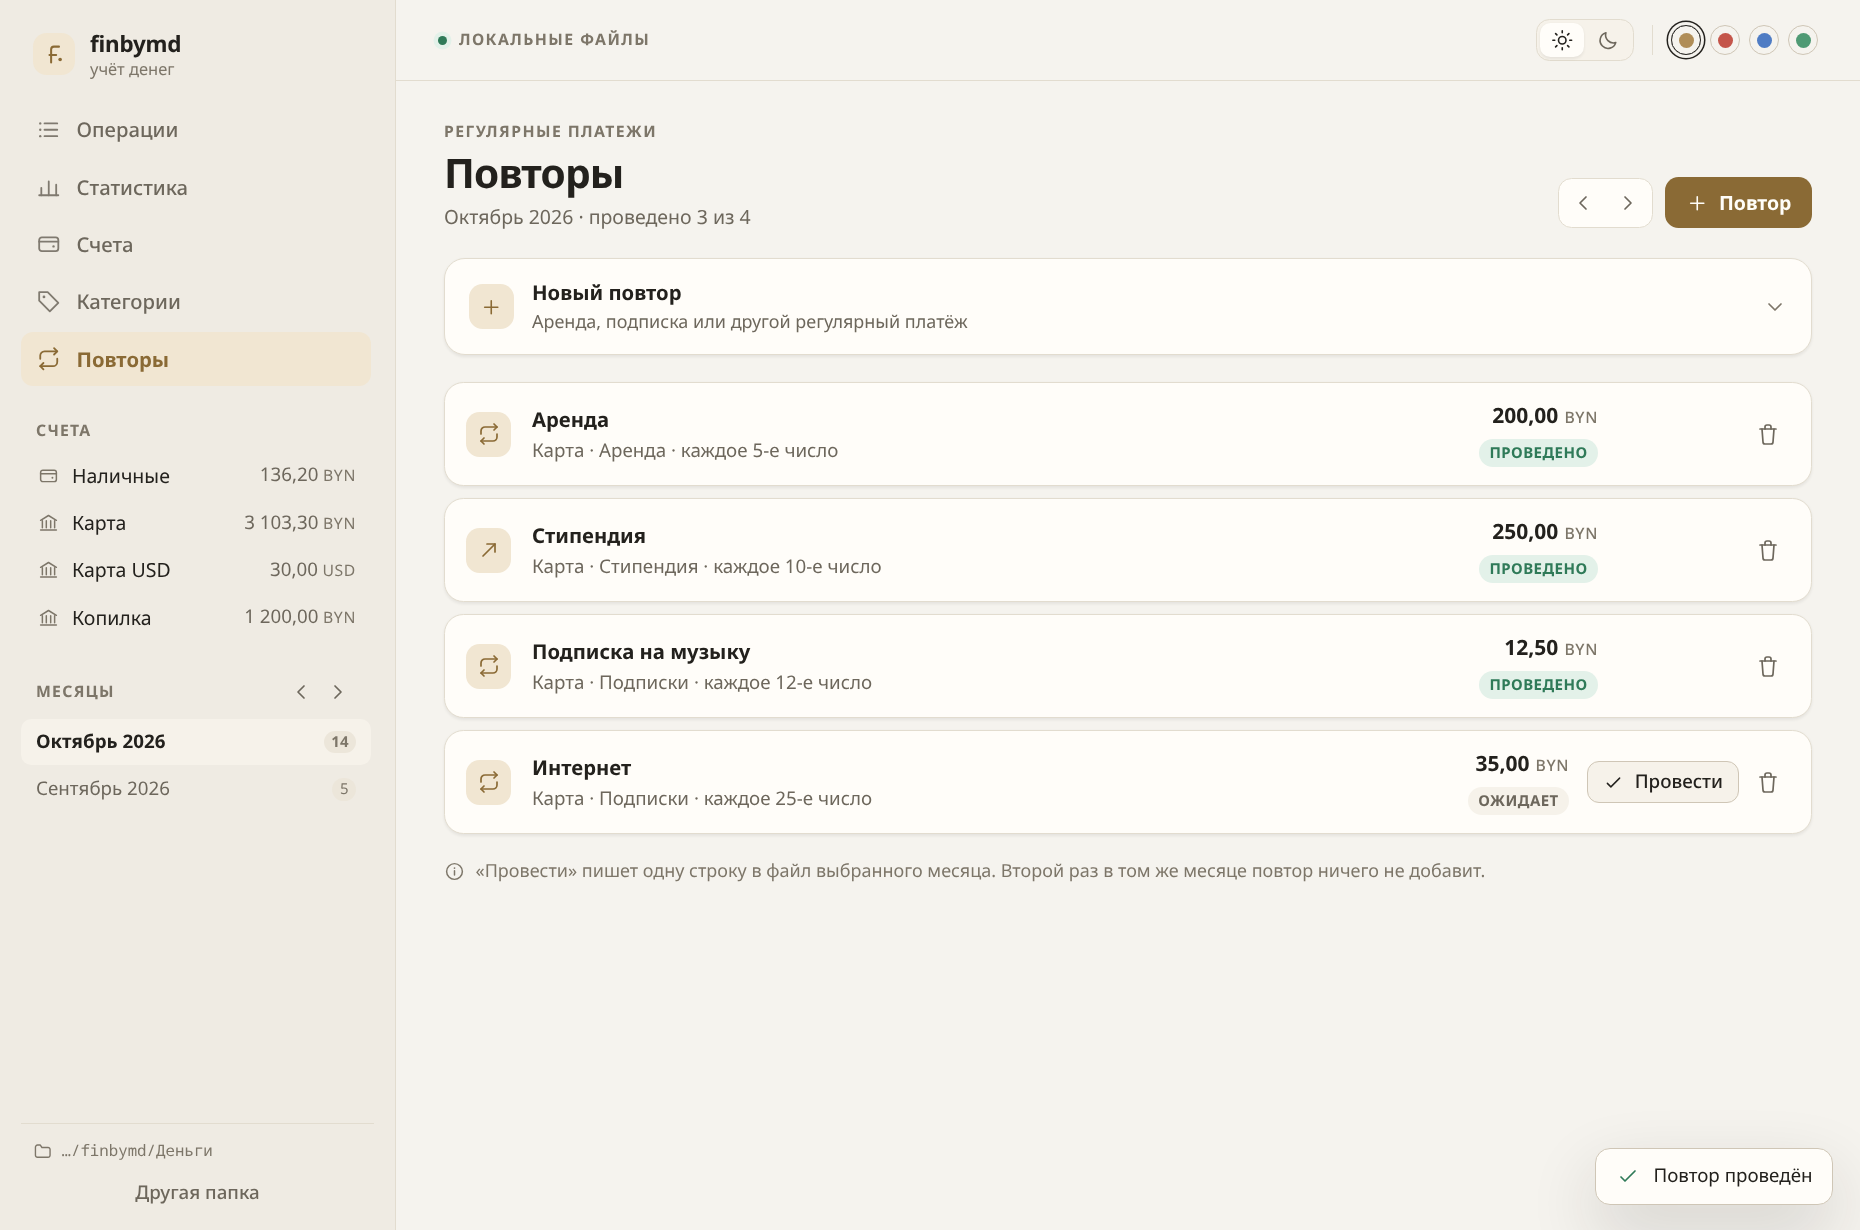 finbymd
учёт денег
Операции
Статистика
Счета
Категории
Повторы
СЧЕТА
Наличные 136,20 BYN
Карта 3 103,30 BYN
Карта USD 30,00 USD
Копилка 1 200,00 BYN
МЕСЯЦЫ
Октябрь 2026 14
Сентябрь 2026 5
…/finbymd/Деньги
Другая папка
ЛОКАЛЬНЫЕ ФАЙЛЫ
РЕГУЛЯРНЫЕ ПЛАТЕЖИ
Повторы
Октябрь 2026 · проведено 3 из 4
Повтор
Новый повтор
Аренда, подписка или другой регулярный платёж
Аренда
Карта · Аренда · каждое 5-е число
200,00 BYN
ПРОВЕДЕНО
Стипендия
Карта · Стипендия · каждое 10-е число
250,00 BYN
ПРОВЕДЕНО
Подписка на музыку
Карта · Подписки · каждое 12-е число
12,50 BYN
ПРОВЕДЕНО
Интернет
Карта · Подписки · каждое 25-е число
35,00 BYN
ОЖИДАЕТ
Провести
«Провести» пишет одну строку в файл выбранного месяца. Второй раз в том же месяце повтор ничего не добавит.
Повтор проведён